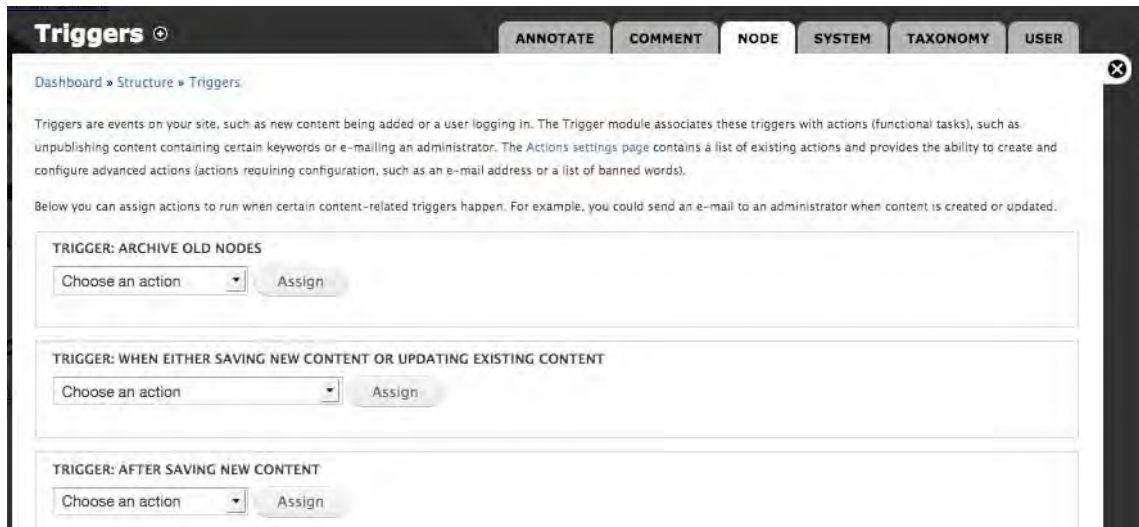 Triggers
ANNOTATE COMMENT NODE SYSTEM TAXONOMY USER
Dashboard » Structure » Triggers
Triggers are events on your site, such as new content being added or a user logging in. The Trigger module associates these triggers with actions (functional tasks), such as
unpublishing content containing certain keywords or e-mailing an administrator. The Actions settings page contains a list of existing actions and provides the ability to create and
configure advanced actions (actions requiring configuration, such as an e-mail address or a list of banned words).
Below you can assign actions to run when certain content-related triggers happen. For example, you could send an e-mail to an administrator when content is created or updated.
TRIGGER: ARCHIVE OLD NODES
Choose an action Assign
TRIGGER: WHEN EITHER SAVING NEW CONTENT OR UPDATING EXISTING CONTENT
Choose an action Assign
TRIGGER: AFTER SAVING NEW CONTENT
Choose an action Assign